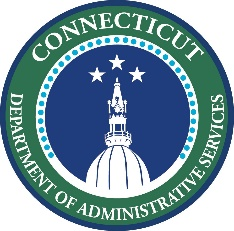 CONNECTICUT
DEPARTMENT OF ADMINISTRATIVE SERVICES